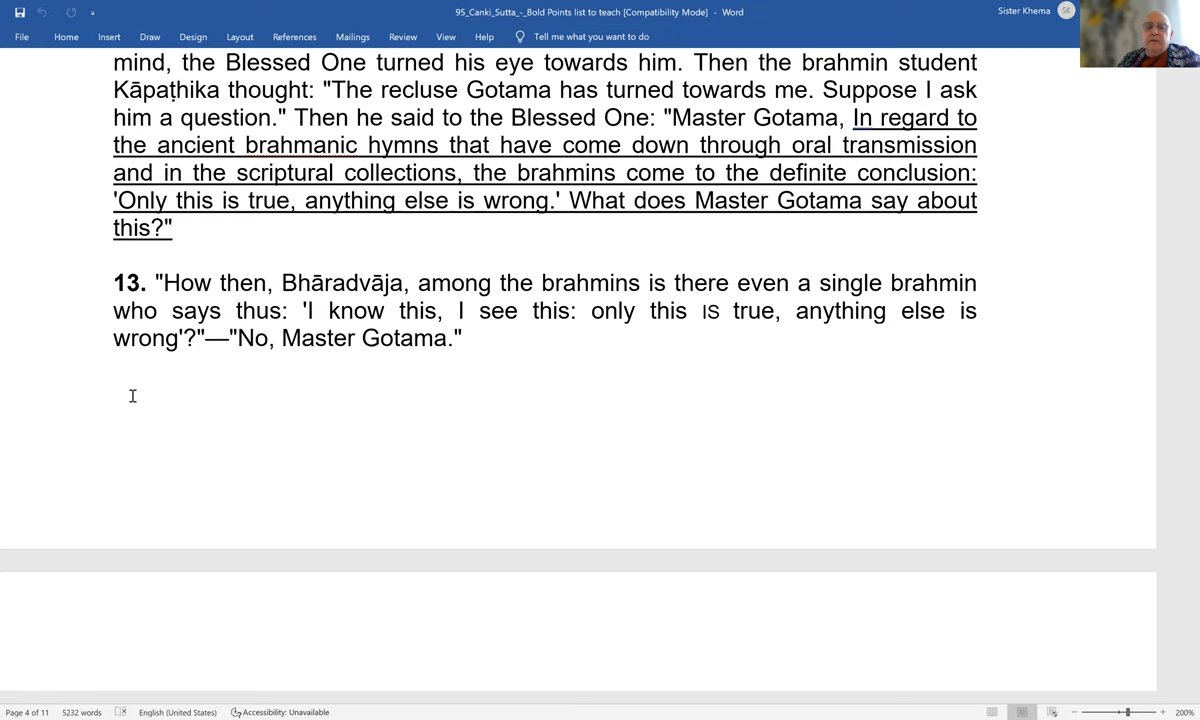 95_Canki_Sutta_-_Bold Points list to teach [Compatibility Mode] - Word
Sister Khema SK
File Home Insert Draw Design Layout References Mailings Review View Help Tell me what you want to do
mind, the Blessed One turned his eye towards him. Then the brahmin student
Kāpaṭhika thought: "The recluse Gotama has turned towards me. Suppose I ask
him a question." Then he said to the Blessed One: "Master Gotama, In regard to
the ancient brahmanic hymns that have come down through oral transmission
and in the scriptural collections, the brahmins come to the definite conclusion:
'Only this is true, anything else is wrong.' What does Master Gotama say about
this?"
13. "How then, Bhāradvāja, among the brahmins is there even a single brahmin
who says thus: 'I know this, I see this: only this IS true, anything else is
wrong'?"—"No, Master Gotama."
Page 4 of 11 5232 words English (United States) Accessibility: Unavailable 200%